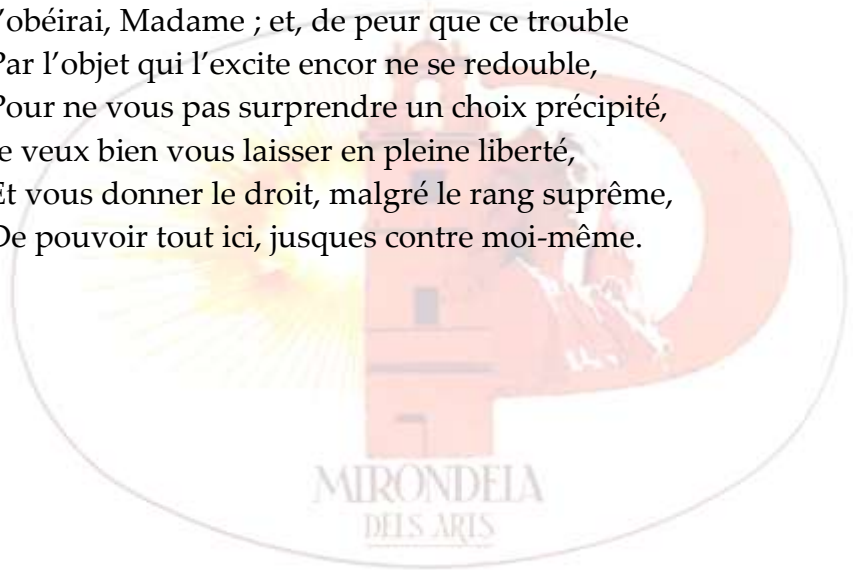 ’obéirai, Madame ; et, de peur que ce trouble
Par l’objet qui l’excite encor ne se redouble,
Pour ne vous pas surprendre un choix précipité,
e veux bien vous laisser en pleine liberté,
Et vous donner le droit, malgré le rang suprême,
De pouvoir tout ici, jusques contre moi-même.
MIRONDELA
DELS ARTS